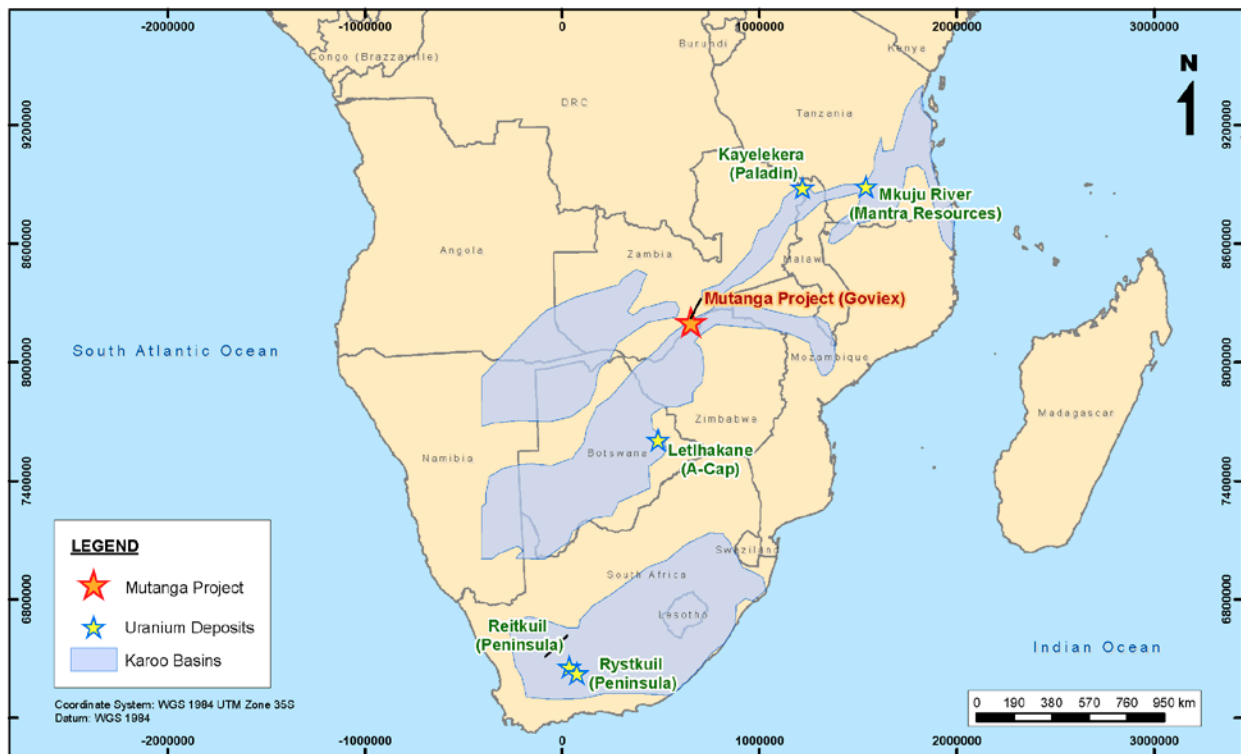 -2000000 -1000000 0 1000000 2000000 3000000
Congo (Brazzaville)
Burundi
Kenya
N
DRC
Tanzania
9200000 9200000
Kayelekera
(Paladin)
Mkuju River
(Mantra Resources)
8600000 8600000
Angola
Zambia
Malaw
Mutanga Project (Goviex)
South Atlantic Ocean
8000000 8000000
Mozambique
Madagascar
Zimbabwe
Namibia
Botswana
Letlhakane
(A-Cap)
7400000 7400000
LEGEND
Mutanga Project
Uranium Deposits
Karoo Basins
Swaziland
South Africa
Lesotho
6800000 6800000
Reitkuil
(Peninsula)
Rystkuil
(Peninsula)
Indian Ocean
Coordinate System: WGS 1984 UTM Zone 35S
Datum: WGS 1984
0 190 380 570 760 950 km
-2000000 -1000000 0 1000000 2000000 3000000